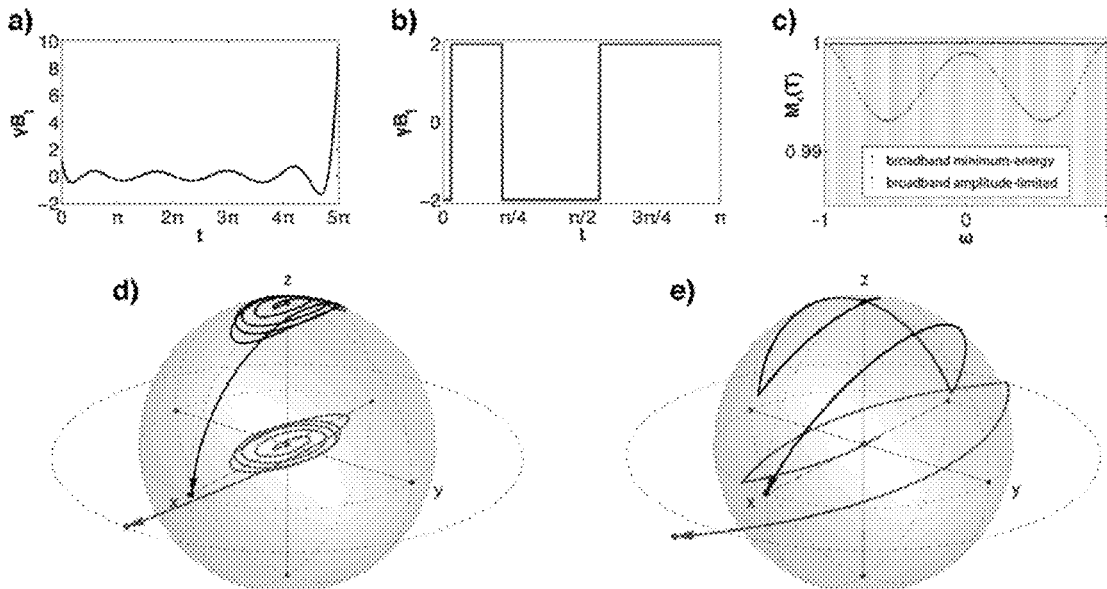 a)
10
8
6
4
2
0
-2
γB₁
0 π 2π 3π 4π 5π
t
b)
2
0
-2
γB₁
0 π/4 π/2 3π/4 π
t
c)
1
0.99
-1 0 1
ω
broadband minimum-energy
broadband amplitude-limited
d)
z
x
y
e)
z
x
y